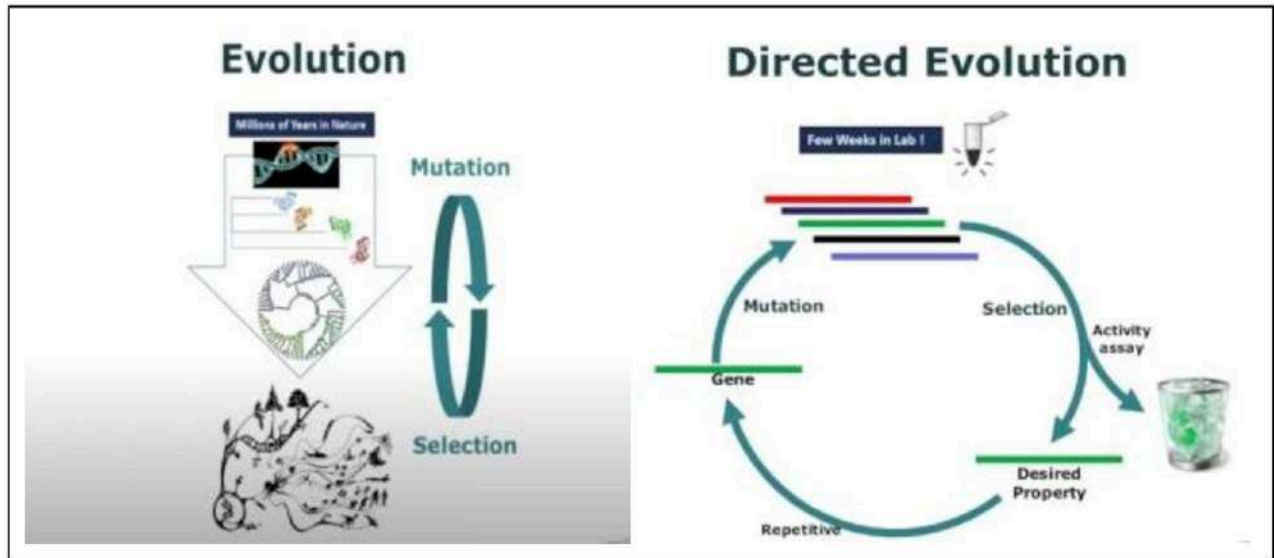 Evolution
Millions of Years in Nature
Mutation
Selection
Directed Evolution
Few Weeks in Lab !
Mutation
Selection
Activity
assay
Gene
Desired
Property
Repetitive